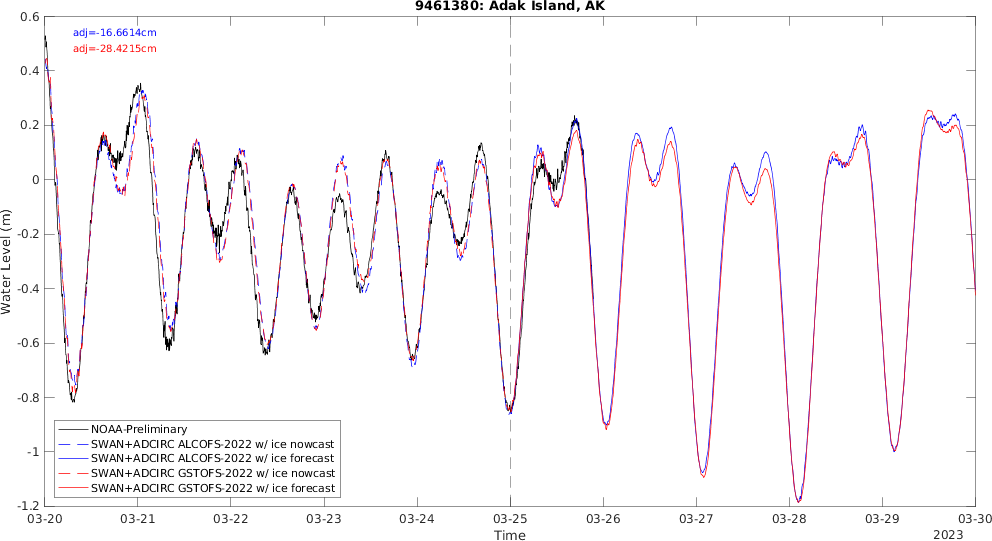 9461380: Adak Island, AK
adj=-16.6614cm
adj=-28.4215cm
0.6
0.4
0.2
0
-0.2
-0.4
-0.6
-0.8
-1
-1.2
Water Level (m)
NOAA-Preliminary
SWAN+ADCIRC ALCOFS-2022 w/ ice nowcast
SWAN+ADCIRC ALCOFS-2022 w/ ice forecast
SWAN+ADCIRC GSTOFS-2022 w/ ice nowcast
SWAN+ADCIRC GSTOFS-2022 w/ ice forecast
03-20 03-21 03-22 03-23 03-24 03-25 03-26 03-27 03-28 03-29 03-30
Time
2023